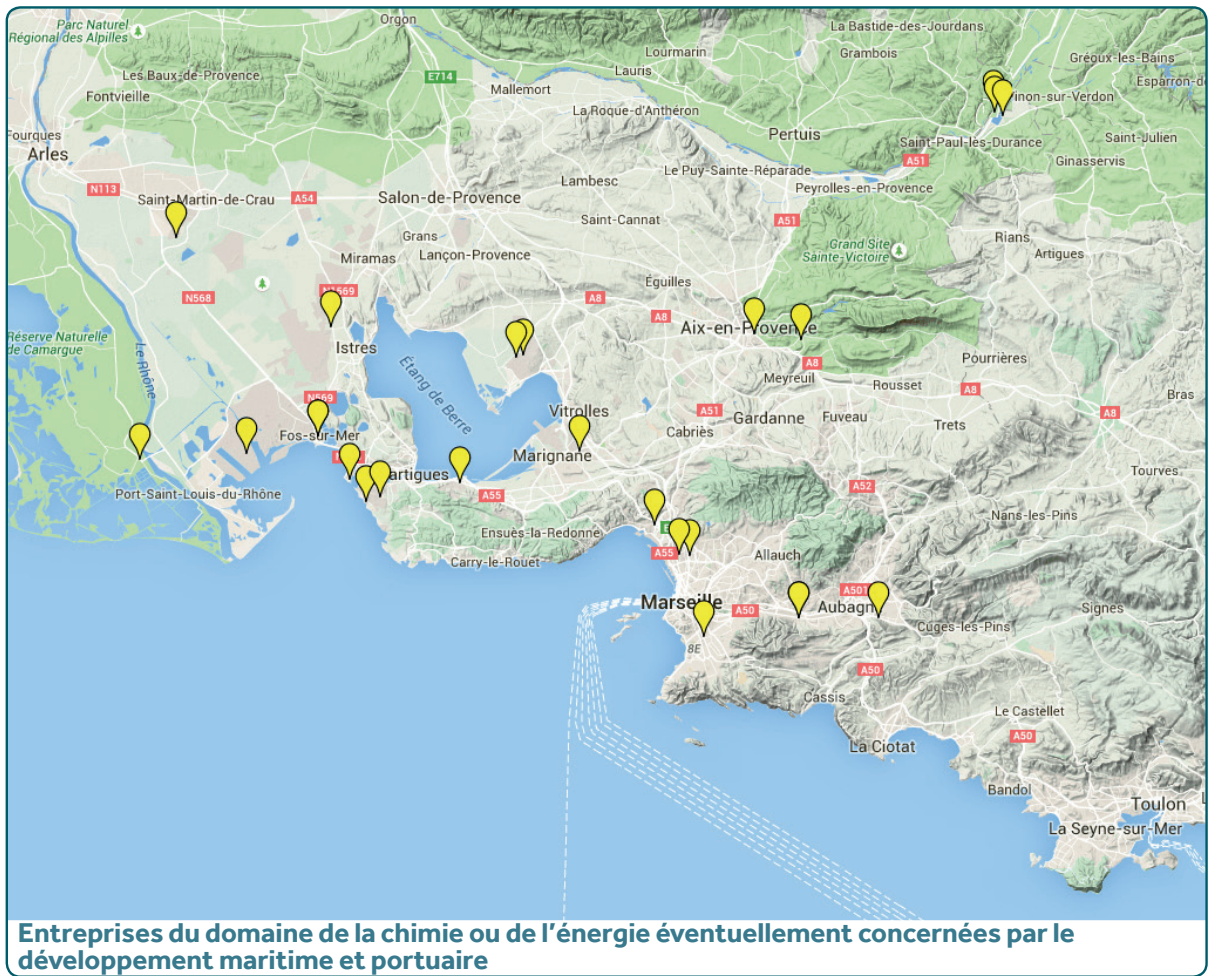 Parc Naturel
Régional des Alpilles
Orgon
La Bastide-des-Jourdans
Lourmarin
Grambois
Gréoux-les-Bains
Les Baux-de-Provence
E714
Lauris
Esparron-de
Fontvieille
Mallemort
Vinon-sur-Verdon
La Roque-d'Anthéron
Fourques
Pertuis
Saint-Paul-lès-Durance
Saint-Julien
Arles
A51
Ginasservis
Le Puy-Sainte-Réparade
N113
Lambesc
Peyrolles-en-Provence
Saint-Martin-de-Crau
A54
Salon-de-Provence
Saint-Cannat
A51
Grans
Grand Site
Sainte-Victoire
Rians
Miramas
Lançon-Provence
Artigues
Éguilles
N568
N1569
A8
A8
Aix-en-Provence
Réserve Naturelle
de Camargue
Le Rhône
Istres
Étang de Berre
A8
Pourrières
Meyreuil
Rousset
A8
N569
Bras
Vitrolles
A51
Gardanne
Fuveau
A8
Fos-sur-Mer
Cabriès
Trets
Marignane
artigues
Tourves
Port-Saint-Louis-du-Rhône
A55
A52
Nans-les-Pins
Ensuès-la-Redonne
A55
Allauch
Carry-le-Rouet
A501
Marseille
A50
Aubagn
Signes
Cuges-les-Pins
8E
A50
Cassis
Le Castellet
A50
La Ciotat
Bandol
Toulon
La Seyne-sur-Mer
Entreprises du domaine de la chimie ou de l'énergie éventuellement concernées par le
développement maritime et portuaire